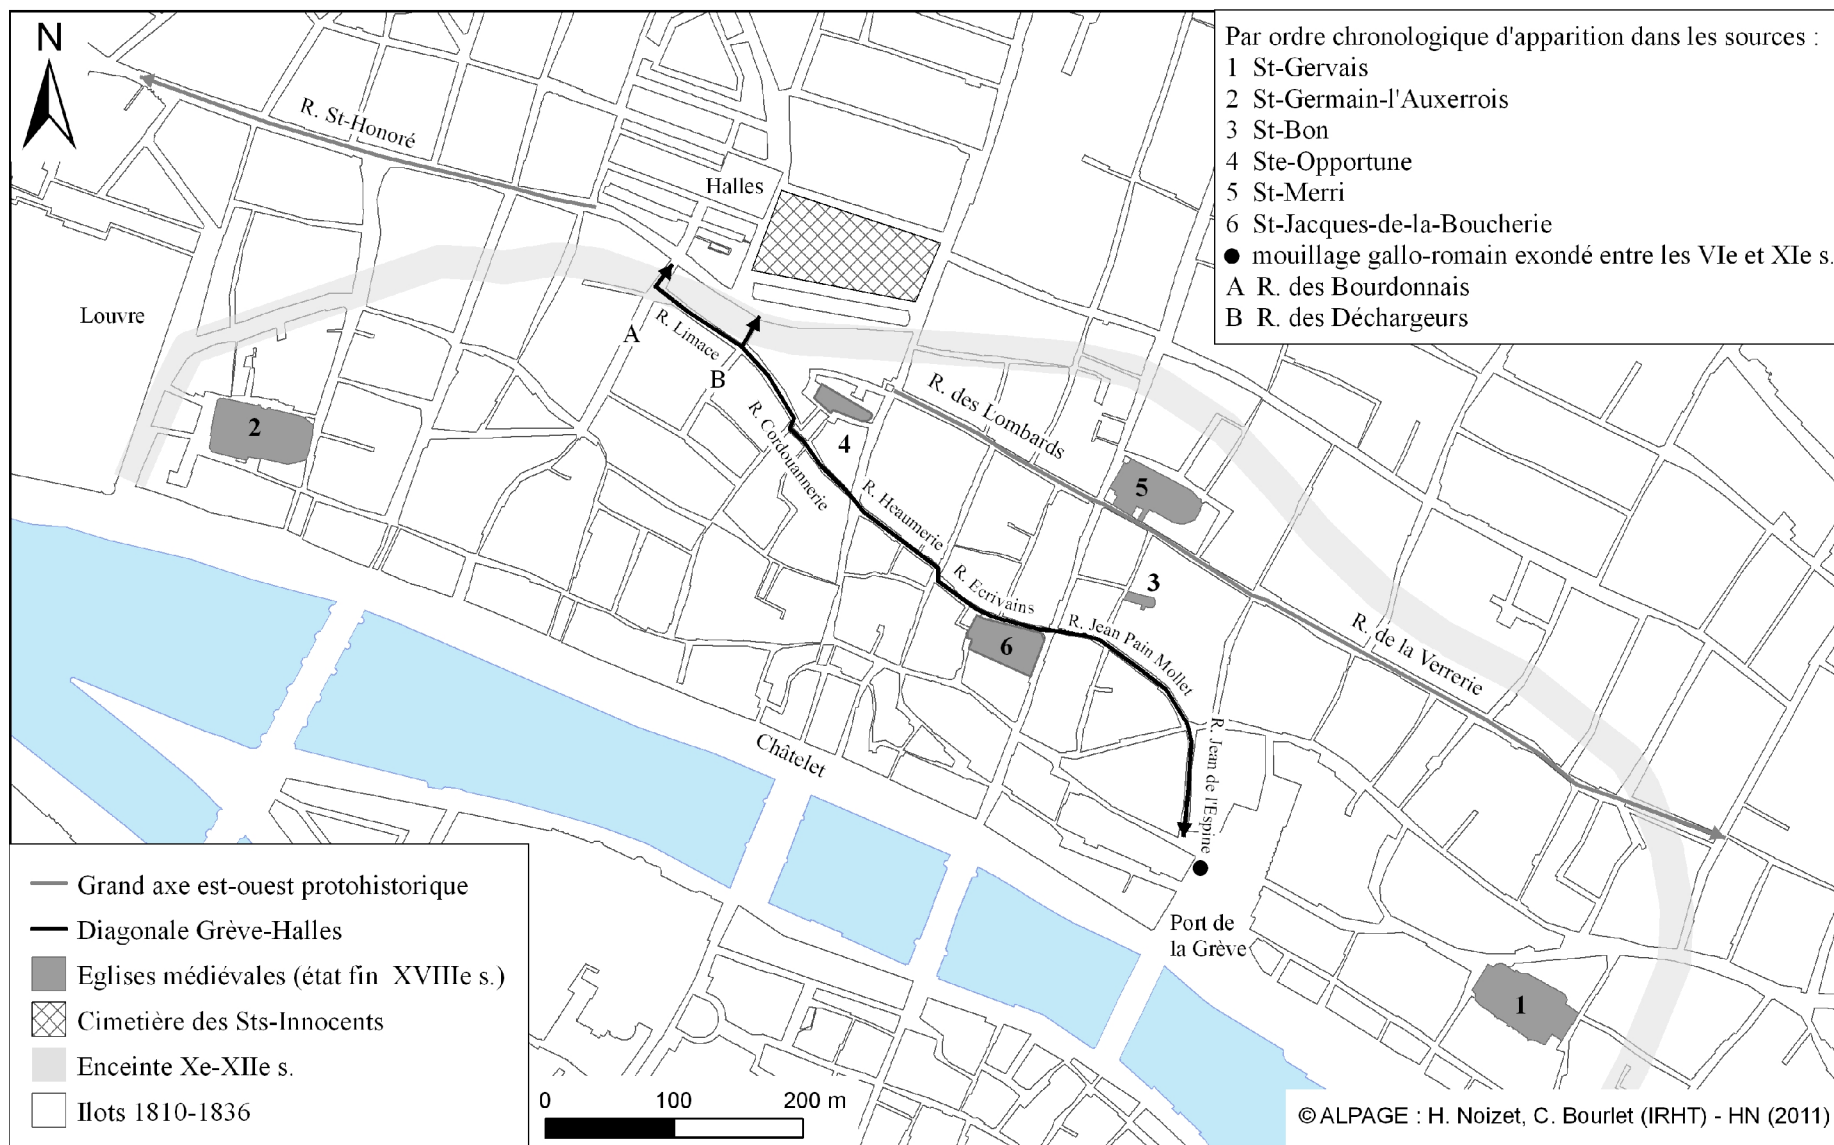 N
Par ordre chronologique d'apparition dans les sources :
1 St-Gervais
2 St-Germain-l'Auxerrois
3 St-Bon
4 Ste-Opportune
5 St-Merri
6 St-Jacques-de-la-Boucherie
mouillage gallo-romain exondé entre les VIe et XIe s.
A R. des Bourdonnais
B R. des Déchargeurs
R. St-Honoré
Halles
Louvre
A
R. Limace
B
R. des Lombards
2
R. Cordouannerie
4
5
R. Heaumerie
R. Ecrivains
3
R. Jean Pain Mollet
R. de la Verrerie
6
R. Jean de l'Espine
Châtelet
Port de
la Grève
1
Grand axe est-ouest protohistorique
Diagonale Grève-Halles
Eglises médiévales (état fin XVIIIe s.)
Cimetière des Sts-Innocents
Enceinte Xe-XIIe s.
Ilots 1810-1836
0 100 200 m
© ALPAGE : H. Noizet, C. Bourlet (IRHT) - HN (2011)